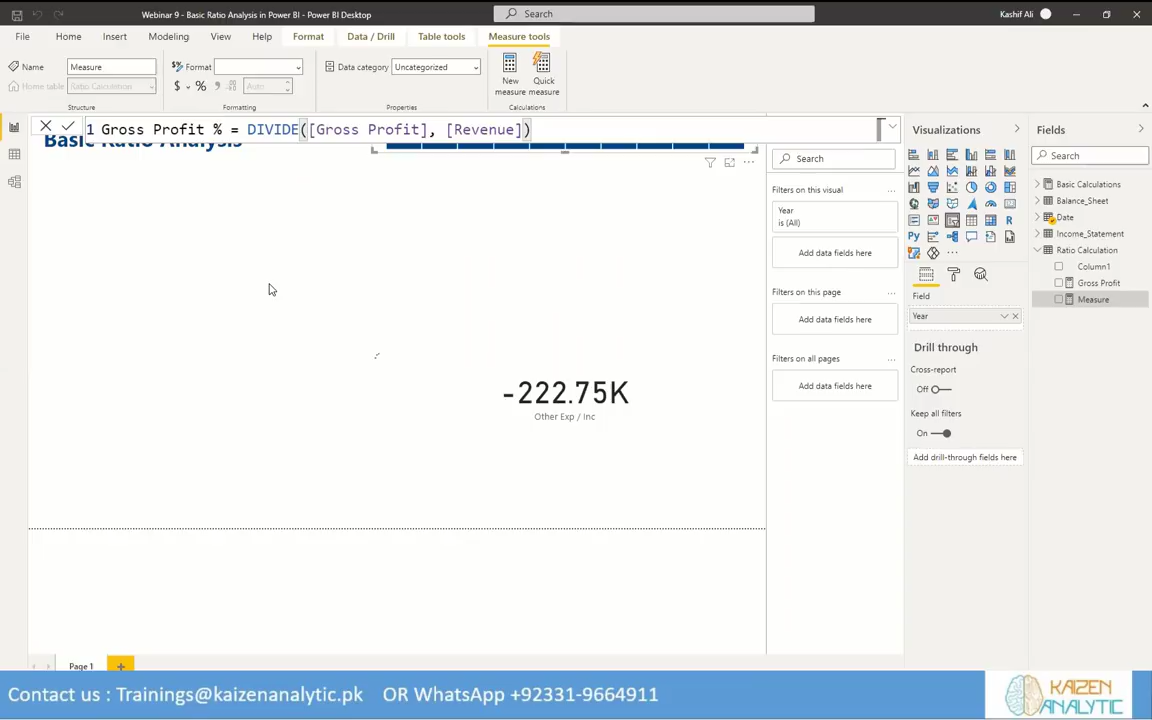 Webinar 9 - Basic Ratio Analysis in Power BI - Power BI Desktop
Search
Kashif Ali
File
Home
Insert
Modeling
View
Help
Format
Data / Drill
Table tools
Measure tools
Name
Measure
Home table
Ratio Calculation
Structure
Format
$
%
Auto
Formatting
Data category
Uncategorized
Properties
New measure
Quick measure
Calculations
1 Gross Profit % = DIVIDE([Gross Profit], [Revenue])
Basic Ratio Analysis
-222.75K
Other Exp / Inc
Search
Filters on this visual
...
Year
is (All)
Add data fields here
Filters on this page
...
Add data fields here
Filters on all pages
...
Add data fields here
Visualizations
R
Py
...
Field
Year
Drill through
Cross-report
Off
Keep all filters
On
Add drill-through fields here
Fields
Search
Basic Calculations
Balance_Sheet
Date
Income_Statement
Ratio Calculation
Column1
Gross Profit
Measure
Page 1
+
Contact us : Trainings@kaizenanalytic.pk OR WhatsApp +92331-9664911
KAIZEN
ANALYTIC